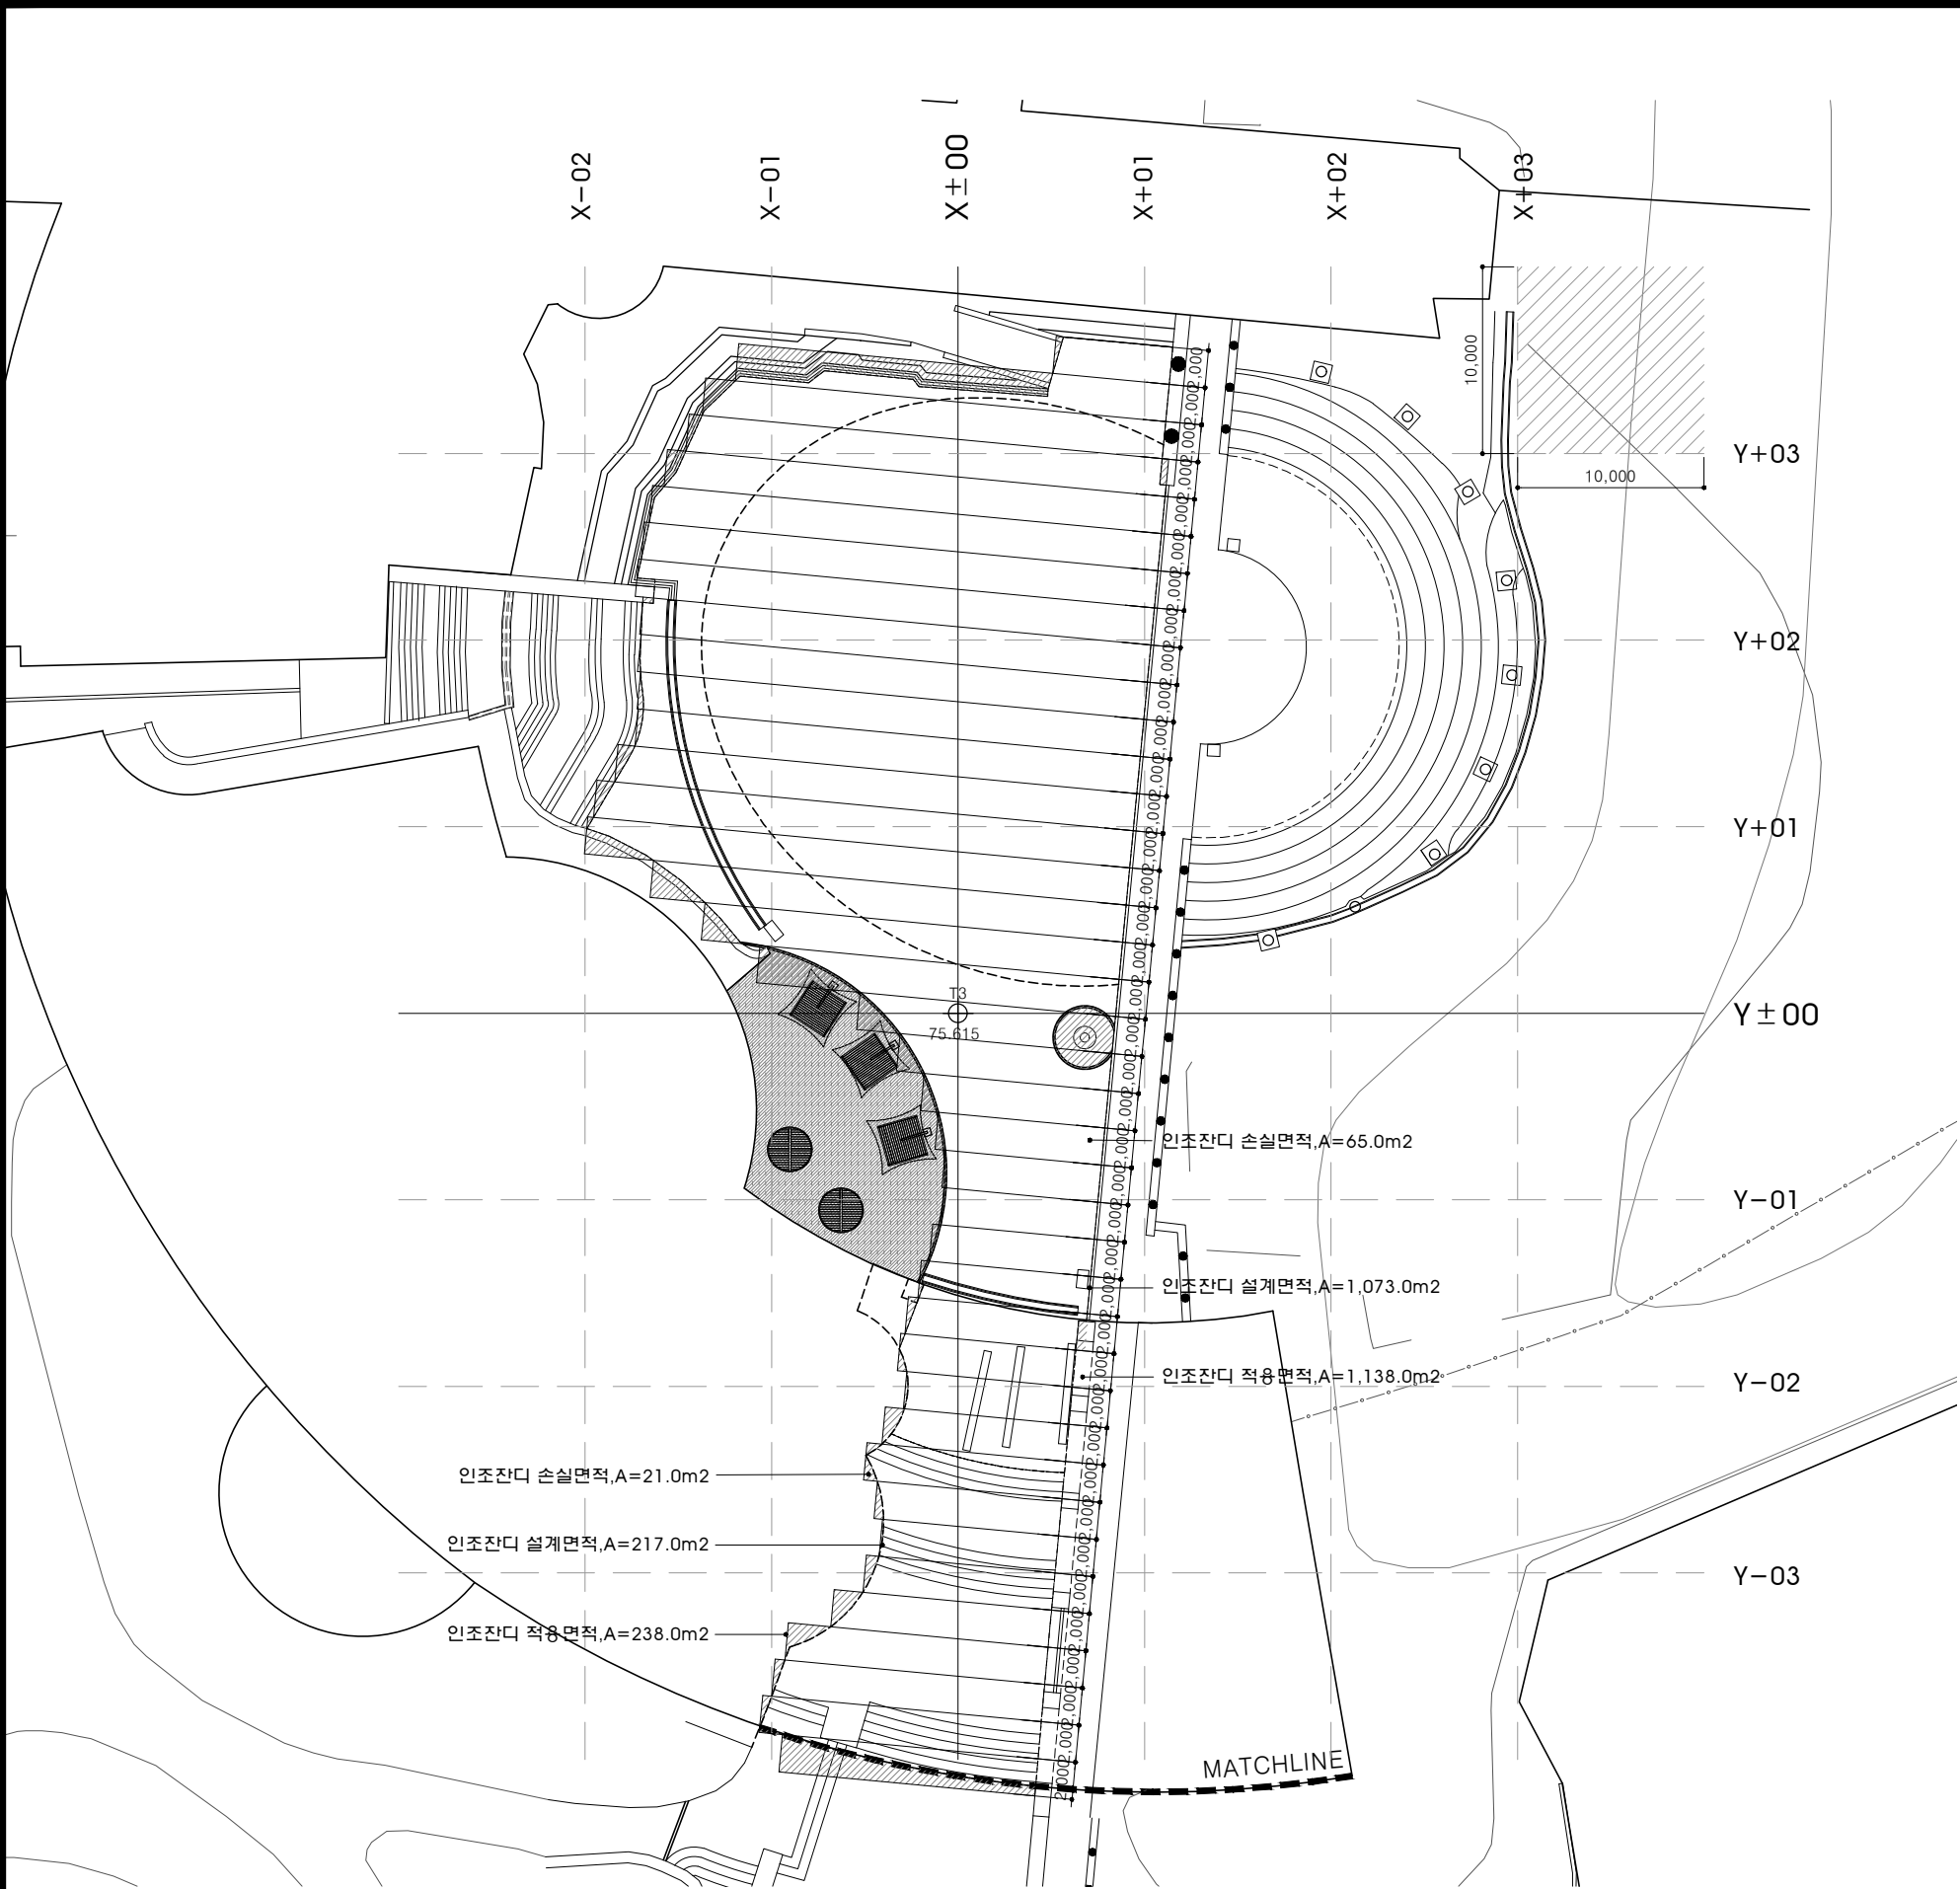 X-02
X-01
X±00
X+01
X+02
X+03
10,000
Y+03
10,000
Y+02
Y+01
T3
Y±00
75.615
인조잔디 손실면적,A=65.0m2
Y-01
인조잔디 설계면적,A=1,073.0m2
인조잔디 적용면적,A=1,138.0m2
Y-02
인조잔디 손실면적,A=21.0m2
인조잔디 설계면적,A=217.0m2
Y-03
인조잔디 적용면적,A=238.0m2
MATCHLINE